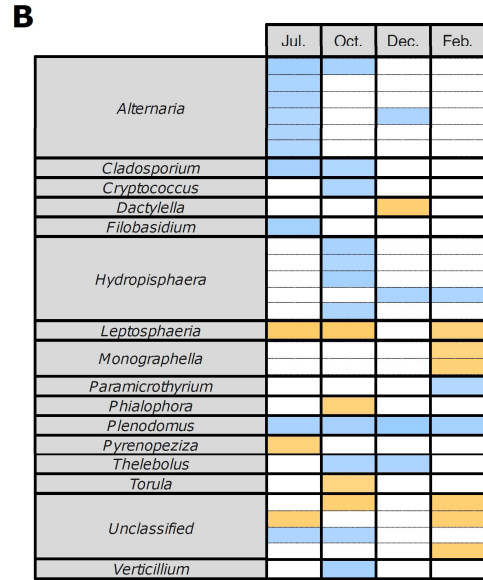 B
Jul. Oct. Dec. Feb.
Alternaria
Cladosporium
Cryptococcus
Dactylella
Filobasidium
Hydropisphaera
Leptosphaeria
Monographella
Paramicrothyrium
Phialophora
Plenodomus
Pyrenopeziza
Thelebolus
Torula
Unclassified
Verticillium